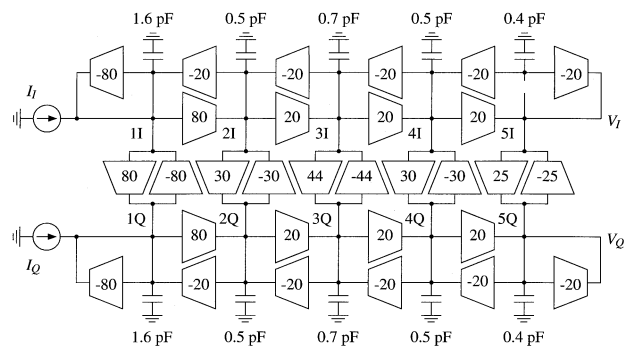 1.6 pF 0.5 pF 0.7 pF 0.5 pF 0.4 pF
-80 -20 -20 -20 -20 -20
I_I
80 20 20 20
V_I
1I 2I 3I 4I 5I
80 -80 30 -30 44 -44 30 -30 25 -25
1Q 2Q 3Q 4Q 5Q
80 20 20 20
V_Q
I_Q
-80 -20 -20 -20 -20 -20
1.6 pF 0.5 pF 0.7 pF 0.5 pF 0.4 pF